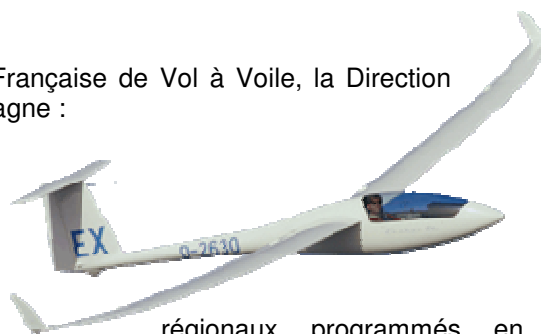 Française de Vol à Voile, la Direction
agne :
EX
D-2630
régionaux programmés en